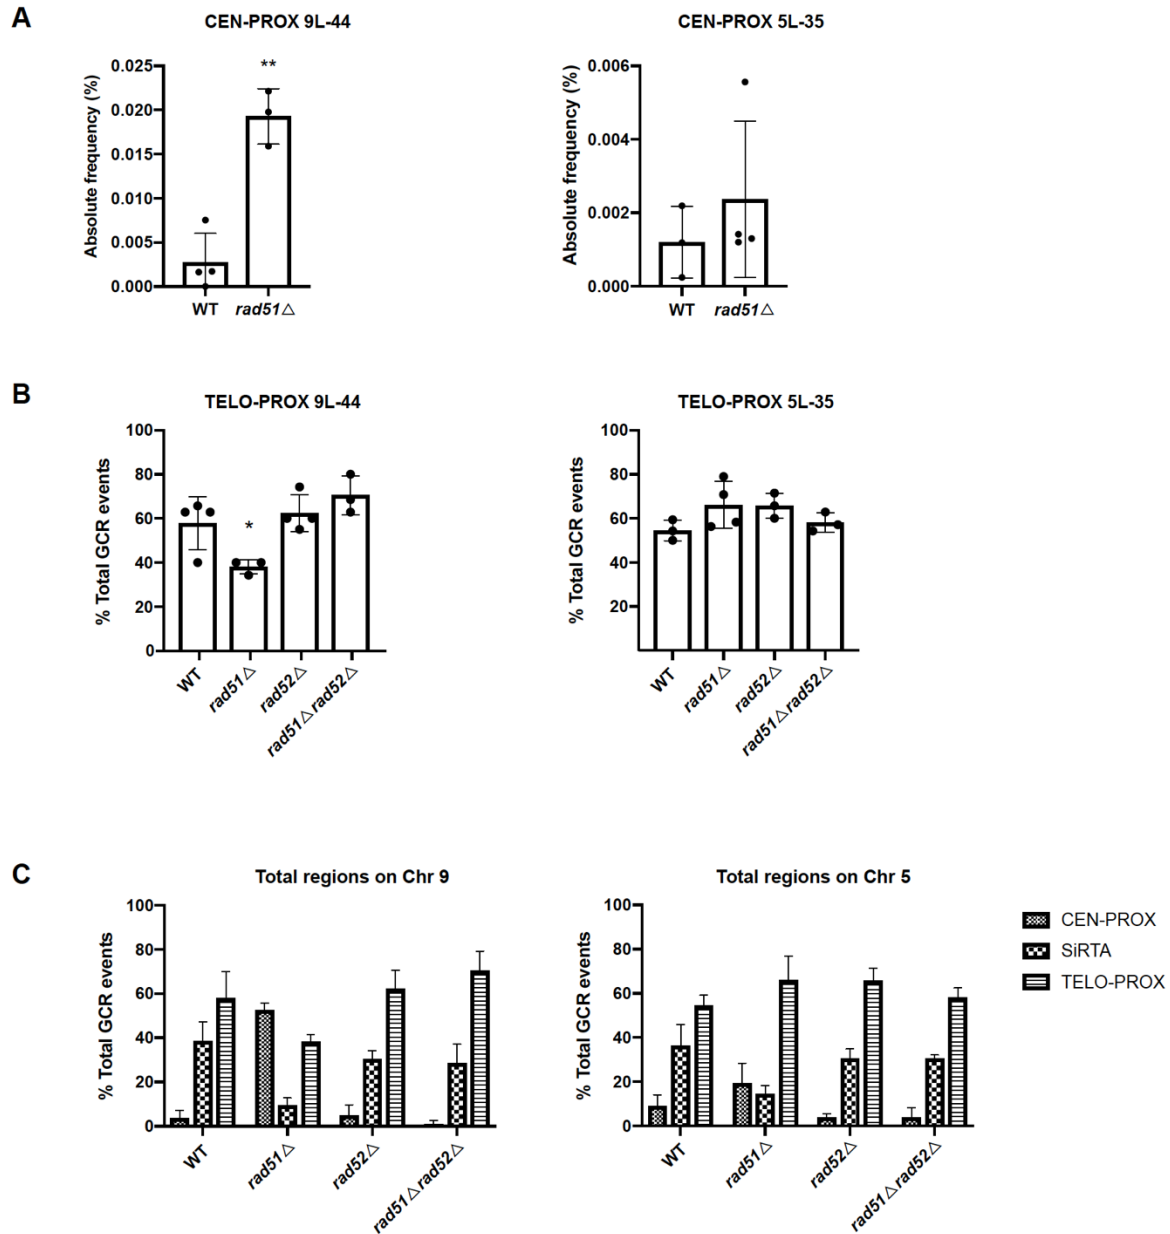 A
CEN-PROX 9L-44
CEN-PROX 5L-35
Absolute frequency (%)
0.025
0.020
0.015
0.010
0.005
0.000
**
WT
rad51△
Absolute frequency (%)
0.006
0.004
0.002
0.000
WT
rad51△
B
TELO-PROX 9L-44
TELO-PROX 5L-35
% Total GCR events
100
80
60
40
20
0
*
WT
rad51△
rad52△
rad51△rad52△
% Total GCR events
100
80
60
40
20
WT
rad51△
rad52△
rad51△rad52△
C
Total regions on Chr 9
Total regions on Chr 5
% Total GCR events
100
80
60
40
20
0
WT
rad51△
rad52△
rad51△rad52△
% Total GCR events
100
80
60
40
20
0
WT
rad51△
rad52△
rad51△rad52△
CEN-PROX
SiRTA
TELO-PROX